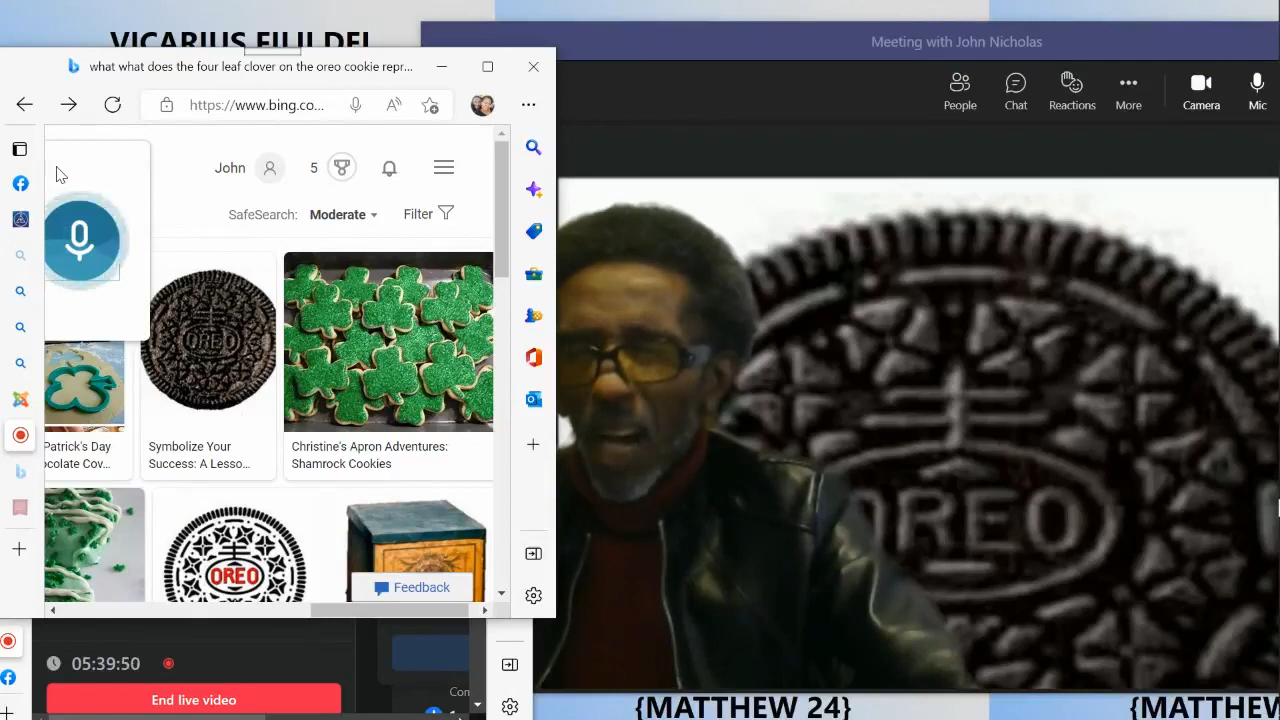 VICARIUS FILII DEI
Meeting with John Nicholas
what what does the four leaf clover on the oreo cookie repr...
https://www.bing.co...
People
Chat
Reactions
More
Camera
Mic
John
5
SafeSearch: Moderate
Filter
OREO
Patrick's Day
ocolate Cov...
Symbolize Your
Success: A Lesso...
Christine's Apron Adventures:
Shamrock Cookies
OREO
OREO
Feedback
05:39:50
End live video
Con
{MATTHEW 24}
{MATTHEW